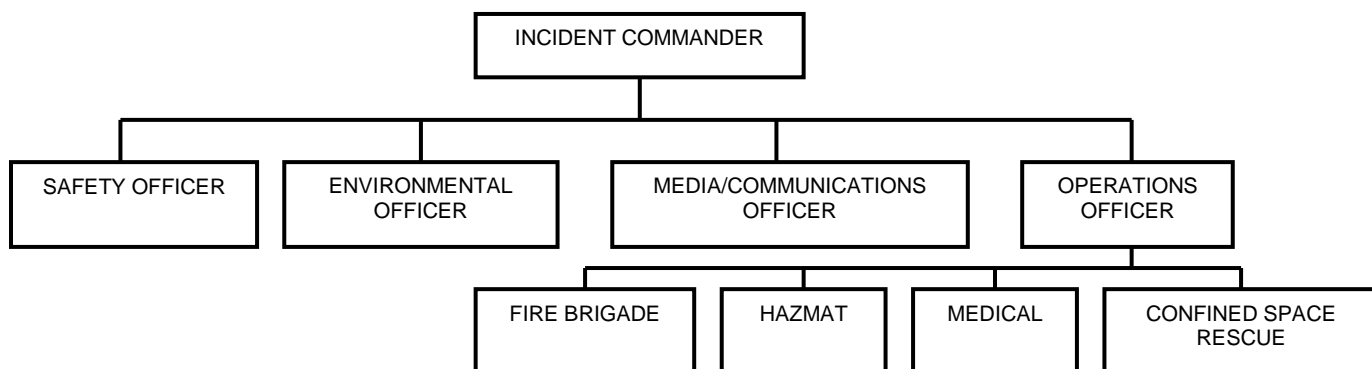 INCIDENT COMMANDER
SAFETY OFFICER
ENVIRONMENTAL
OFFICER
MEDIA/COMMUNICATIONS
OFFICER
OPERATIONS
OFFICER
FIRE BRIGADE
HAZMAT
MEDICAL
CONFINED SPACE
RESCUE